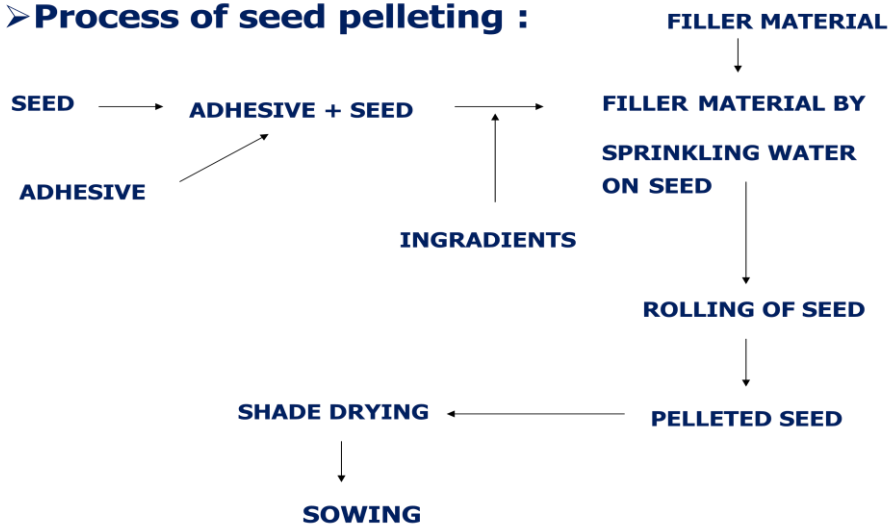 ➢Process of seed pelleting :
FILLER MATERIAL
SEED
ADHESIVE + SEED
FILLER MATERIAL BY
SPRINKLING WATER
ON SEED
ADHESIVE
INGRADIENTS
ROLLING OF SEED
SHADE DRYING
PELLETED SEED
SOWING